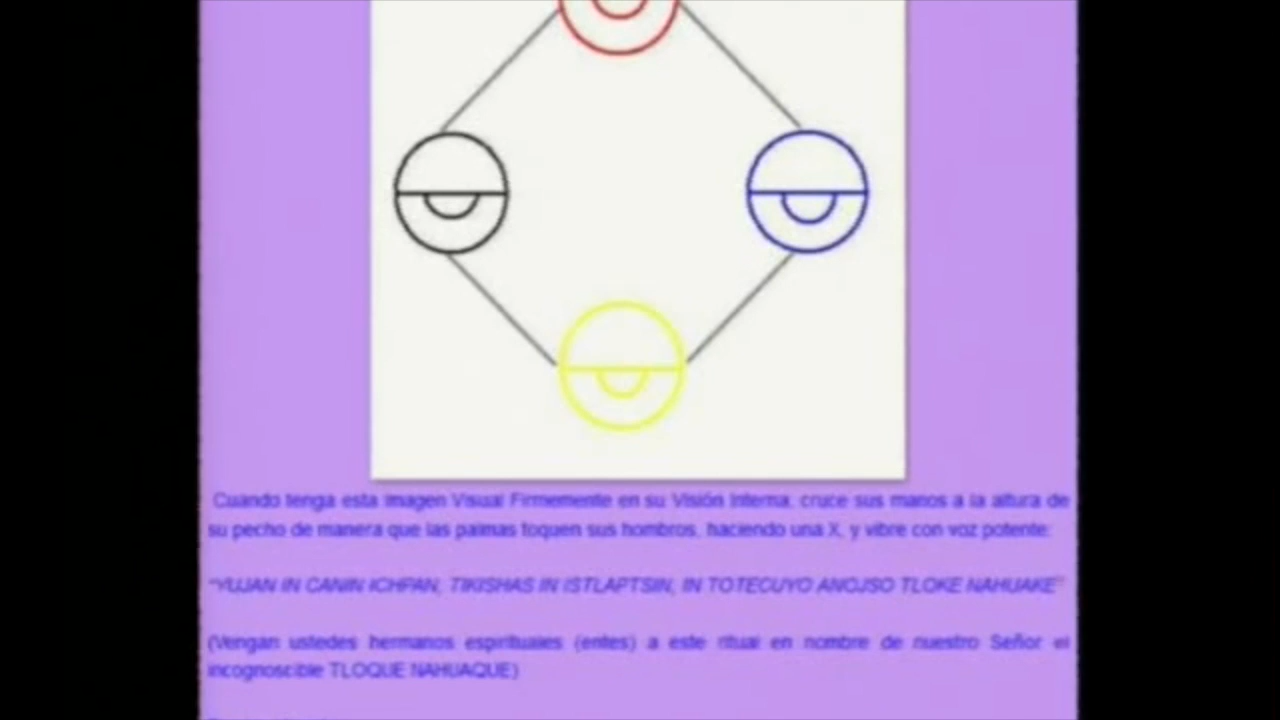 Cuando tenga esta Imagen Visual Firmemente en su Visión Interna, cruce sus manos a la altura de
su pecho de manera que las palmas toquen sus hombros, haciendo una X, y vibre con voz potente:
"YUJAN IN CANIN ICHPAN, TIKISHAS IN ISTLAPTSIN, IN TOTECUYO ANOJSO TLOKE NAHUAKE"
(Vengan ustedes hermanos espirituales (entes) a este ritual en nombre de nuestro Señor el
incognoscible TLOQUE NAHUAQUE)